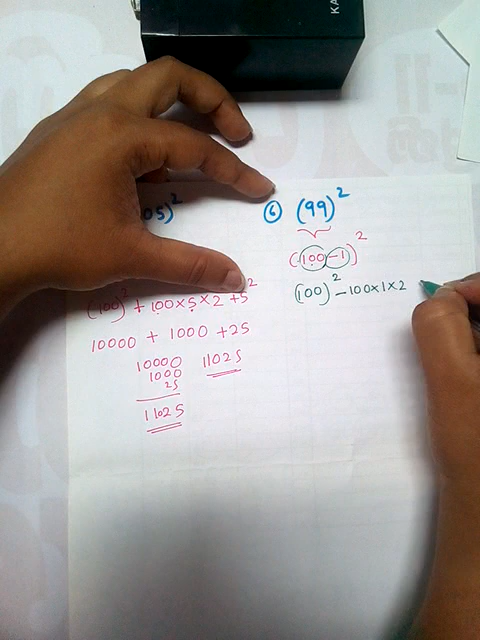 KA
05)²
(100)² + 100×5×2 + 5²
10000 + 1000 + 25
10000 11025
1000
25
11025
⑥ (99)²
(100-1)²
(100)² - 100×1×2